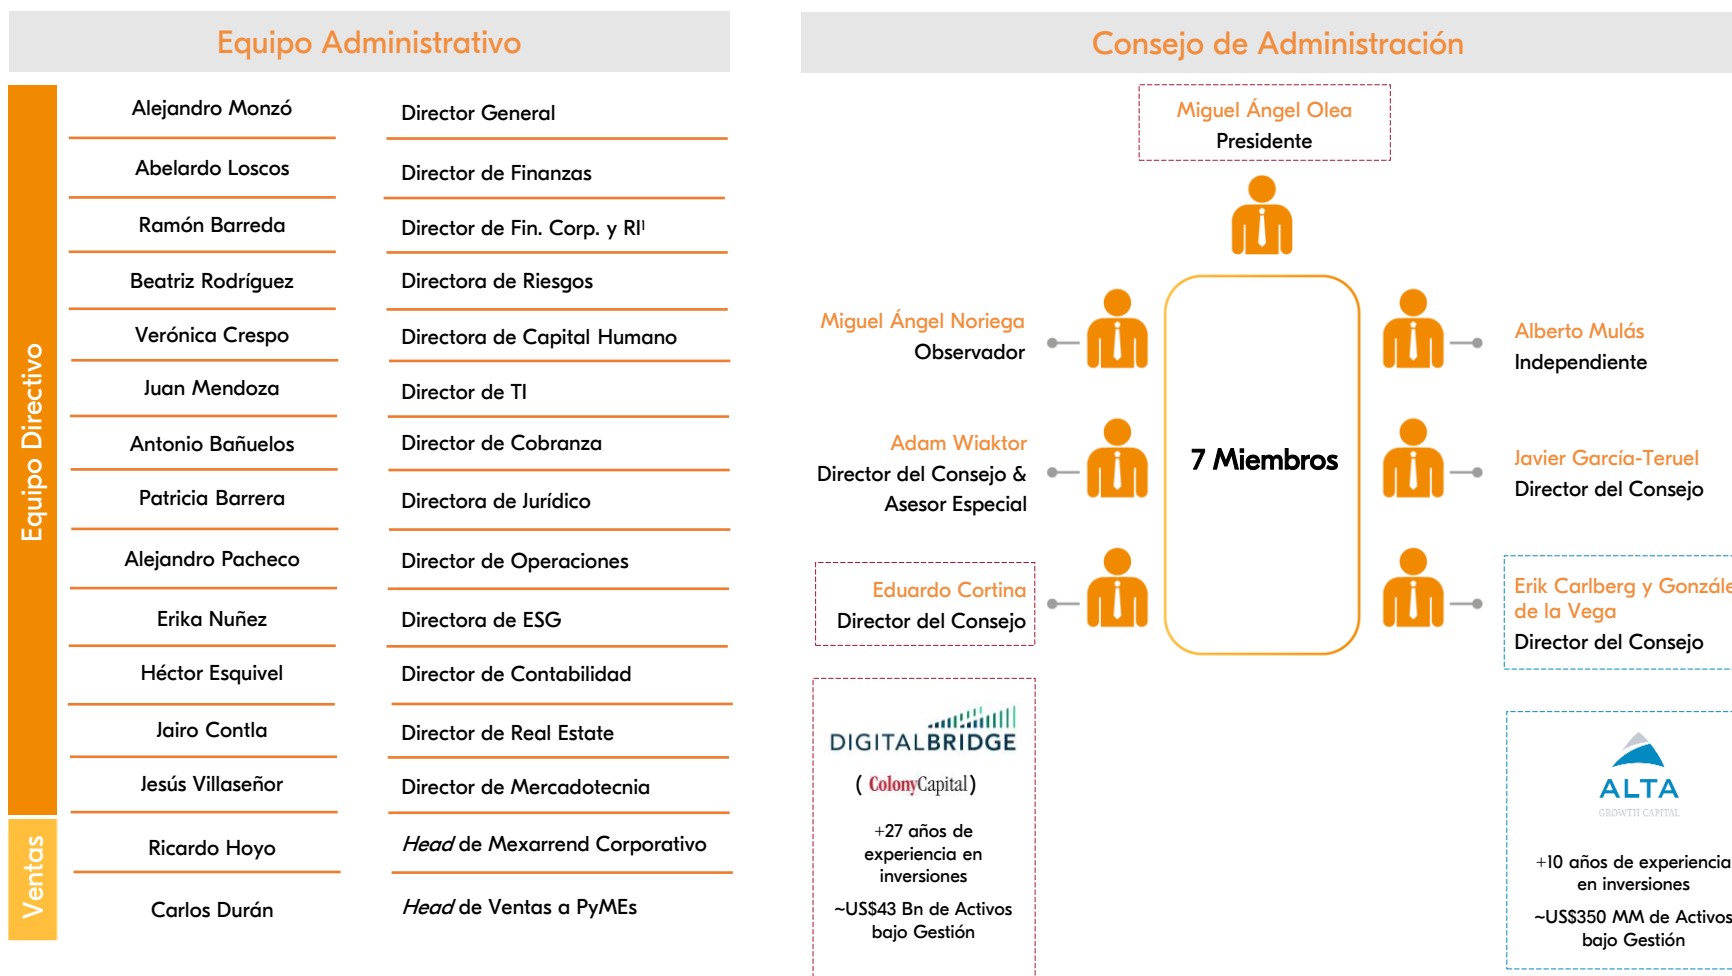 Equipo Administrativo
Equipo Directivo
Alejandro Monzó Director General
Abelardo Loscos Director de Finanzas
Ramón Barreda Director de Fin. Corp. y RI¹
Beatriz Rodríguez Directora de Riesgos
Verónica Crespo Directora de Capital Humano
Juan Mendoza Director de TI
Antonio Bañuelos Director de Cobranza
Patricia Barrera Directora de Jurídico
Alejandro Pacheco Director de Operaciones
Erika Nuñez Directora de ESG
Héctor Esquivel Director de Contabilidad
Jairo Contla Director de Real Estate
Jesús Villaseñor Director de Mercadotecnia
Ventas
Ricardo Hoyo Head de Mexarrend Corporativo
Carlos Durán Head de Ventas a PyMEs
Consejo de Administración
Miguel Ángel Olea
Presidente
Miguel Ángel Noriega
Observador
Adam Wiaktor
Director del Consejo &
Asesor Especial
Eduardo Cortina
Director del Consejo
7 Miembros
Alberto Mulás
Independiente
Javier García-Teruel
Director del Consejo
Erik Carlberg y Gonzále
de la Vega
Director del Consejo
DIGITALBRIDGE
( ColonyCapital)
+27 años de
experiencia en
inversiones
~US$43 Bn de Activos
bajo Gestión
ALTA
GROWTH CAPITAL
+10 años de experiencia
en inversiones
~US$350 MM de Activos
bajo Gestión